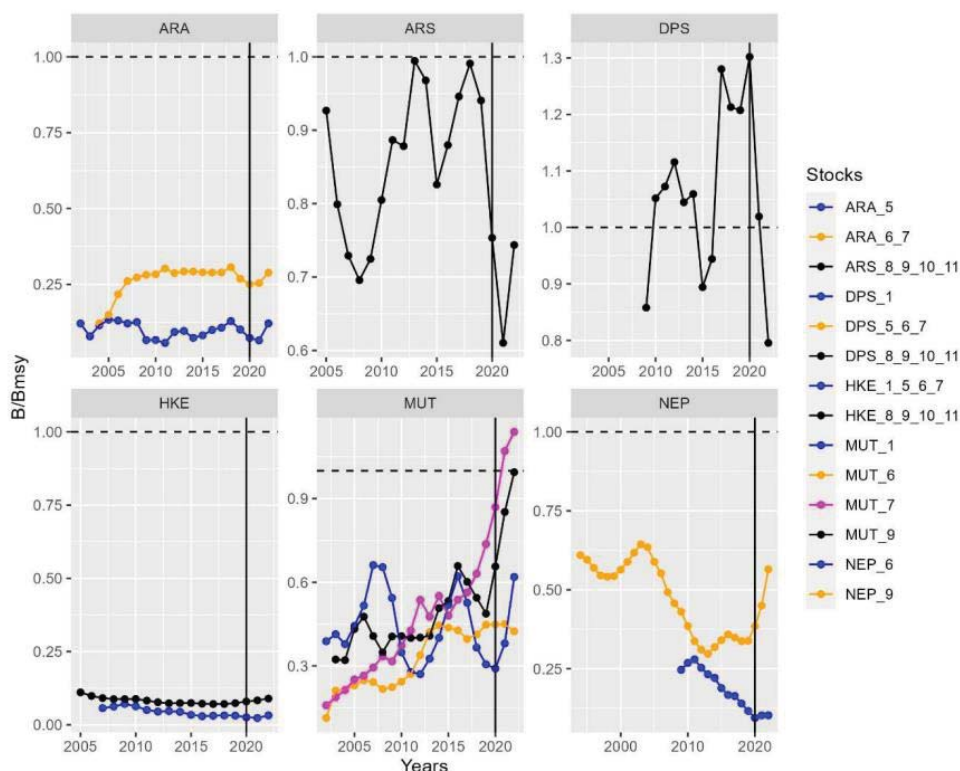 ARA
ARS
DPS
1.00
0.75
0.50
0.25
2005 2010 2015 2020
1.0
0.9
0.8
0.7
0.6
2005 2010 2015 2020
1.3
1.2
1.1
1.0
0.9
0.8
2005 2010 2015 2020
B/Bmsy
HKE
MUT
NEP
1.00
0.75
0.50
0.25
0.00
2005 2010 2015 2020
0.9
0.6
0.3
2005 2010 2015 2020
1.00
0.75
0.50
0.25
2000 2010 2020
Years
Stocks
ARA_5
ARA_6_7
ARS_8_9_10_11
DPS_1
DPS_5_6_7
DPS_8_9_10_11
HKE_1_5_6_7
HKE_8_9_10_11
MUT_1
MUT_6
MUT_7
MUT_9
NEP_6
NEP_9